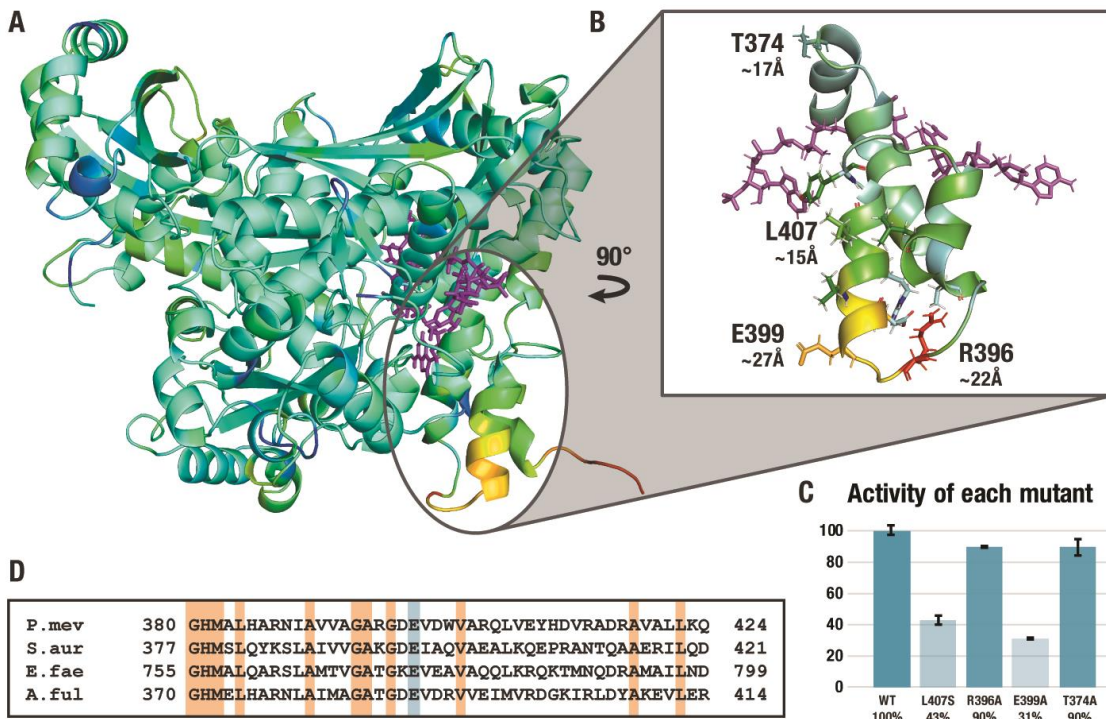 A
B
T374
~17Å
L407
~15Å
E399
~27Å
R396
~22Å
90°
C Activity of each mutant
100
80
60
40
20
0
WT L407S R396A E399A T374A
100% 43% 90% 31% 90%
D
P.mev 380 GHMALHARNIAVVAGARGDEVDWVARQLVEYHDVRADRAVALLKQ 424
S.aur 377 GHMSLQYKSLAIVVGAKGDEIAQVAEALKQEPRANTQAAERILQD 421
E.fae 755 GHMALQARSLAMTVGATGKEVEAVAQQLKRQKTMNQDRAMAILND 799
A.ful 370 GHMELHARNLAIMAGATGDEVDRVVEIMVRDGKIRLDYAKEVLER 414